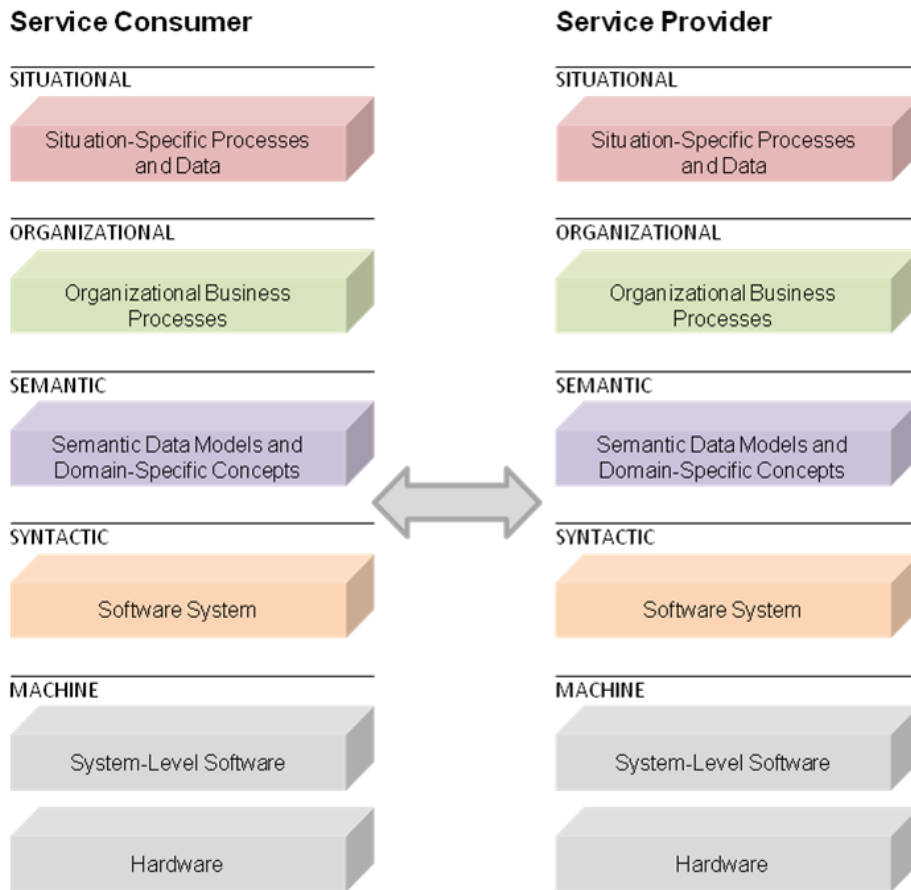 Service Consumer
SITUATIONAL
Situation-Specific Processes
and Data
ORGANIZATIONAL
Organizational Business
Processes
SEMANTIC
Semantic Data Models and
Domain-Specific Concepts
SYNTACTIC
Software System
MACHINE
System-Level Software
Hardware
Service Provider
SITUATIONAL
Situation-Specific Processes
and Data
ORGANIZATIONAL
Organizational Business
Processes
SEMANTIC
Semantic Data Models and
Domain-Specific Concepts
SYNTACTIC
Software System
MACHINE
System-Level Software
Hardware